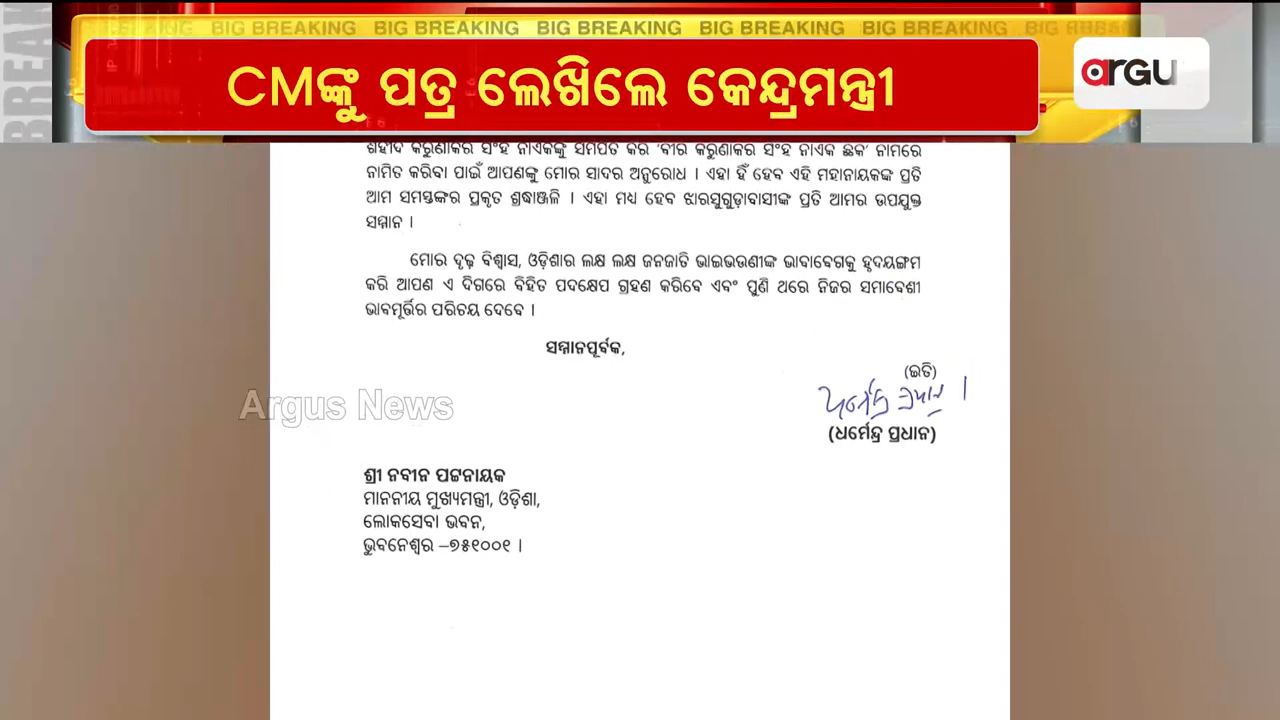 BREAK
BIG BREAKING BIG BREAKING BIG BREAKING BIG BREAKING BIG BREAKING BIG
CMଙ୍କୁ ପତ୍ର ଲେଖିଲେ କେନ୍ଦ୍ରମନ୍ତ୍ରୀ
ARGU
ଶହୀଦ କରୁଣାକର ସିଂହ ନାଏକଙ୍କୁ ସମର୍ପିତ କରି 'ବୀର କରୁଣାକର ସିଂହ ନାଏକ ଛକ' ନାମରେ
ନାମିତ କରିବା ପାଇଁ ଆପଣଙ୍କୁ ମୋର ସାଦର ଅନୁରୋଧ । ଏହା ହିଁ ହେବ ଏହି ମହାନାୟକଙ୍କ ପ୍ରତି
ଆମ ସମସ୍ତଙ୍କର ପ୍ରକୃତ ଶ୍ରଦ୍ଧାଞ୍ଜଳି । ଏହା ମଧ୍ୟ ହେବ ଝାରସୁଗୁଡ଼ାବାସୀଙ୍କ ପ୍ରତି ଆମର ଉପଯୁକ୍ତ
ସମ୍ମାନ ।
ମୋର ଦୃଢ଼ ବିଶ୍ୱାସ, ଓଡ଼ିଶାର ଲକ୍ଷ ଲକ୍ଷ ଜନଜାତି ଭାଇଭଉଣୀଙ୍କ ଭାବାବେଗକୁ ହୃଦୟଙ୍ଗମ
କରି ଆପଣ ଏ ଦିଗରେ ବିହିତ ପଦକ୍ଷେପ ଗ୍ରହଣ କରିବେ ଏବଂ ପୁଣି ଥରେ ନିଜର ସମାବେଶୀ
ଭାବମୂର୍ତ୍ତିର ପରିଚୟ ଦେବେ ।
ସମ୍ମାନପୂର୍ବକ,
(ଇତି)
ଧର୍ମେନ୍ଦ୍ର ପ୍ରଧାନ ।
(ଧର୍ମେନ୍ଦ୍ର ପ୍ରଧାନ)
Argus News
ଶ୍ରୀ ନବୀନ ପଟ୍ଟନାୟକ
ମାନନୀୟ ମୁଖ୍ୟମନ୍ତ୍ରୀ, ଓଡ଼ିଶା,
ଲୋକସେବା ଭବନ,
ଭୁବନେଶ୍ୱର –୭୫୧୦୦୧ ।